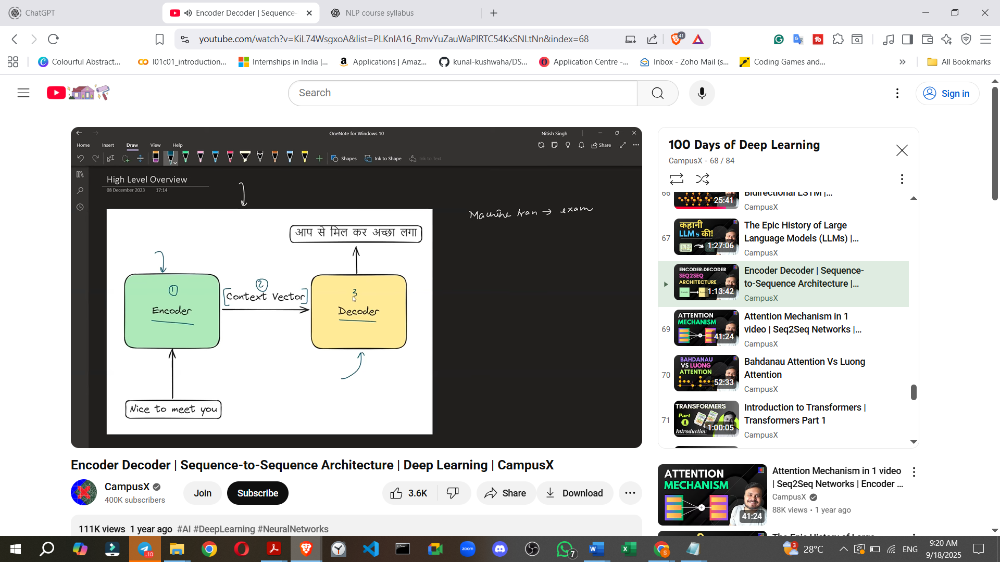 ChatGPT
Encoder Decoder | Sequence-
NLP course syllabus
youtube.com/watch?v=KiL74WsgxoA&list=PLKnIA16_RmvYuZauWaPlRTC54KxSNLtNn&index=68
41
Colourful Abstract...
l01c01_introduction...
Internships in India |...
Applications | Amaz...
kunal-kushwaha/DS...
Application Centre -...
Inbox - Zoho Mail (s...
Coding Games and...
All Bookmarks
Search
Sign in
OneNote for Windows 10
Nitish Singh
Home Insert Draw View Help
Share
Shapes
Ink to Shape
Ink to Text
High Level Overview
08 December 2023 17:14
Machine tran → exam
आप से मिल कर अच्छा लगा
1
Encoder
2
Context Vector
3
Decoder
Nice to meet you
100 Days of Deep Learning
CampusX - 68 / 84
66
25:41
Bidirectional LSTM |...
CampusX
67
कहानी
LLMs की!
1:27:06
The Epic History of Large
Language Models (LLMs) |...
CampusX
ENCODER-DECODER
SEQ2SEQ
ARCHITECTURE
1:13:42
Encoder Decoder | Sequence-
to-Sequence Architecture |...
CampusX
69
ATTENTION
MECHANISM
41:24
Attention Mechanism in 1
video | Seq2Seq Networks |...
CampusX
70
BAHDANAU
VS LUONG
ATTENTION
52:33
Bahdanau Attention Vs Luong
Attention
CampusX
71
TRANSFORMERS
Part
1
Introduction
1:00:05
Introduction to Transformers |
Transformers Part 1
CampusX
Encoder Decoder | Sequence-to-Sequence Architecture | Deep Learning | CampusX
CampusX
400K subscribers
Join
Subscribe
3.6K
Share
Download
111K views 1 year ago #AI #DeepLearning #NeuralNetworks
ATTENTION
MECHANISM
41:24
Attention Mechanism in 1 video
| Seq2Seq Networks | Encoder ...
CampusX
88K views • 1 year ago
The Epic History of Large
..10
zoom
7
3
28°C
ENG
9:20 AM
9/18/2025